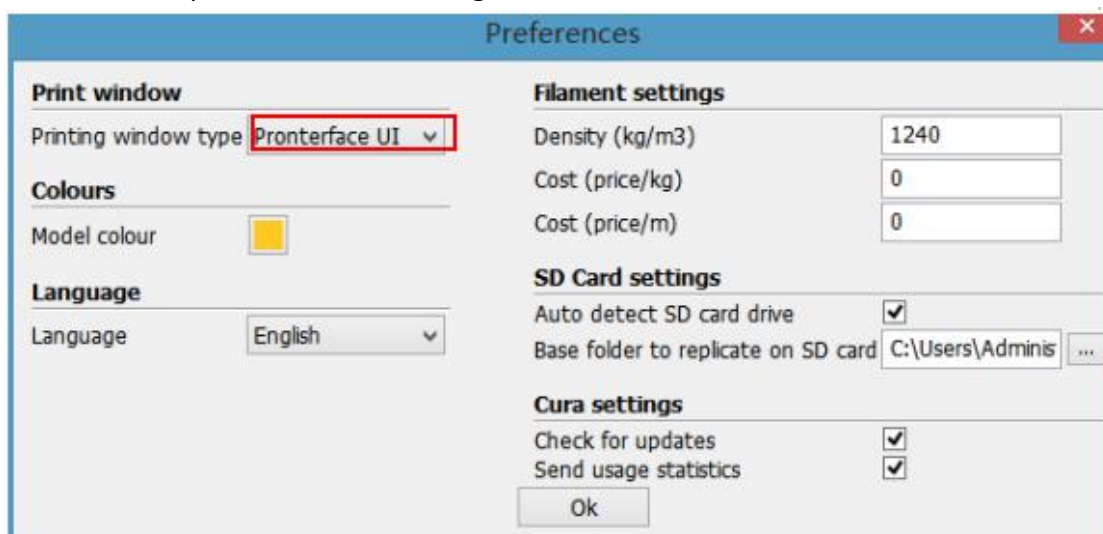 Preferences
Print window
Printing window type Pronterface UI
Colours
Model colour
Language
Language English
Filament settings
Density (kg/m3) 1240
Cost (price/kg) 0
Cost (price/m) 0
SD Card settings
Auto detect SD card drive
Base folder to replicate on SD card C:\Users\Adminis ...
Cura settings
Check for updates
Send usage statistics
Ok